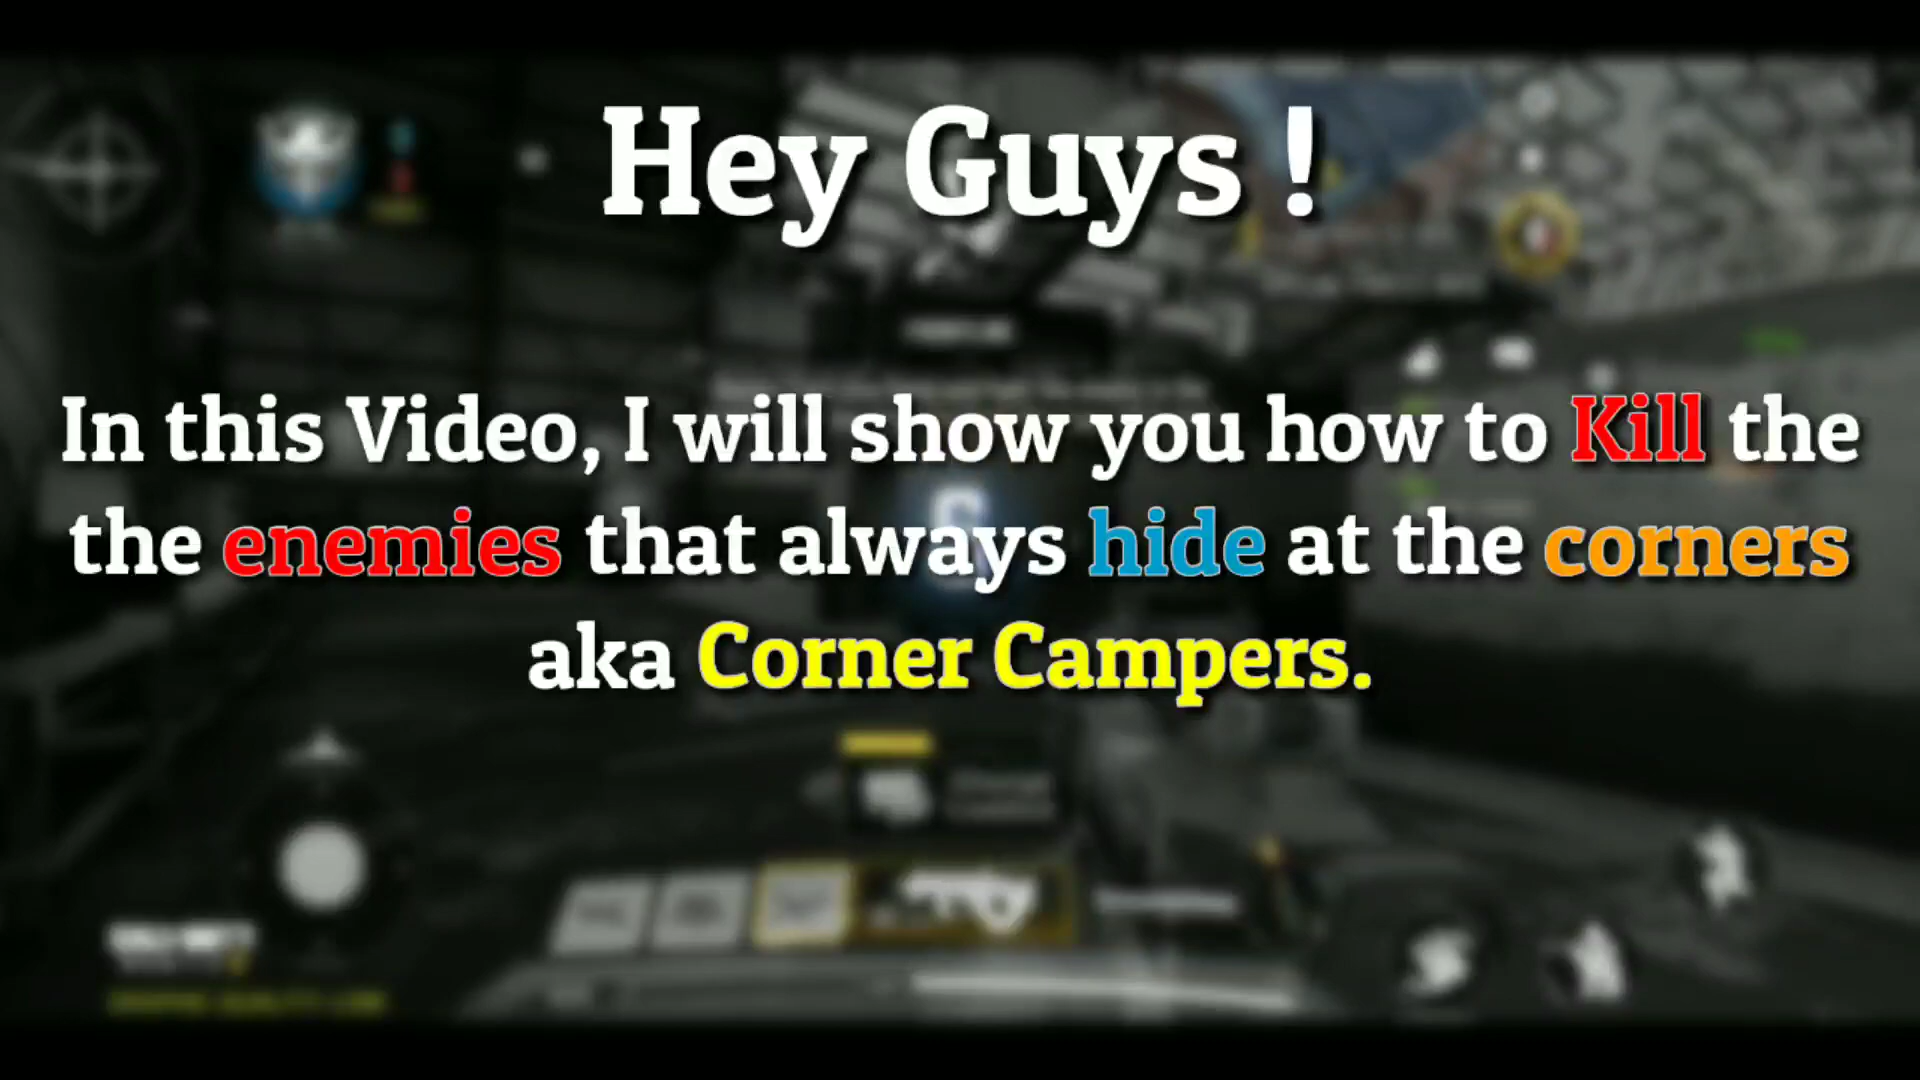 Hey Guys !
In this Video, I will show you how to Kill the
the enemies that always hide at the corners
aka Corner Campers.